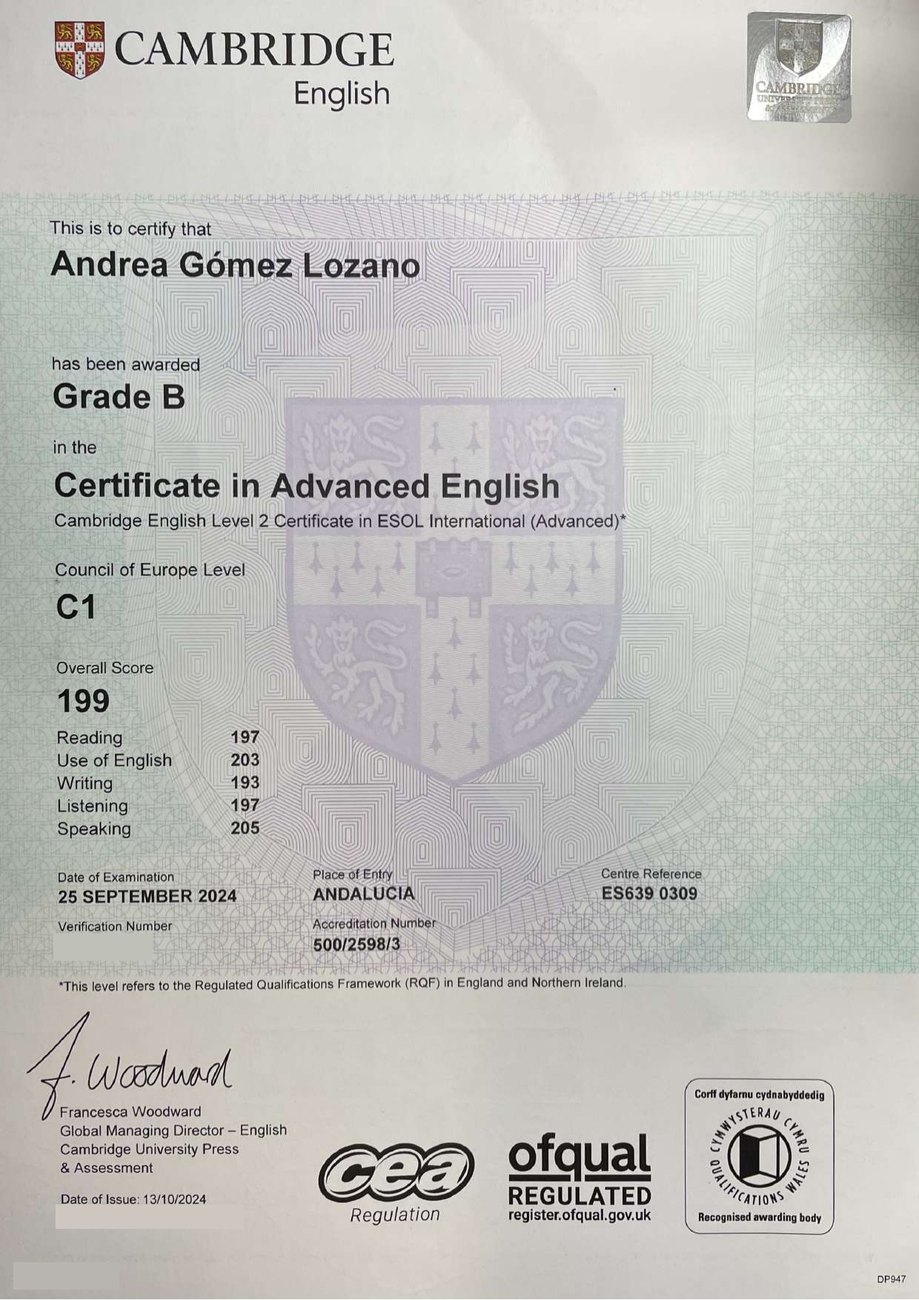 CAMBRIDGE
English
CAMBRIDGE
UNIVERSITY PRESS
& ASSESSMENT
This is to certify that
Andrea Gómez Lozano
has been awarded
Grade B
in the
Certificate in Advanced English
Cambridge English Level 2 Certificate in ESOL International (Advanced)*
Council of Europe Level
C1
Overall Score
199
Reading 197
Use of English 203
Writing 193
Listening 197
Speaking 205
Date of Examination
25 SEPTEMBER 2024
Place of Entry
ANDALUCIA
Centre Reference
ES639 0309
Verification Number
Accreditation Number
500/2598/3
*This level refers to the Regulated Qualifications Framework (RQF) in England and Northern Ireland.
F. Woodward
Francesca Woodward
Global Managing Director – English
Cambridge University Press
& Assessment
Date of Issue: 13/10/2024
cea
Regulation
ofqual
REGULATED
register.ofqual.gov.uk
Corff dyfarnu cydnabyddedig
CYMWYSTERAU CYMRU
QUALIFICATIONS WALES
Recognised awarding body
DP947